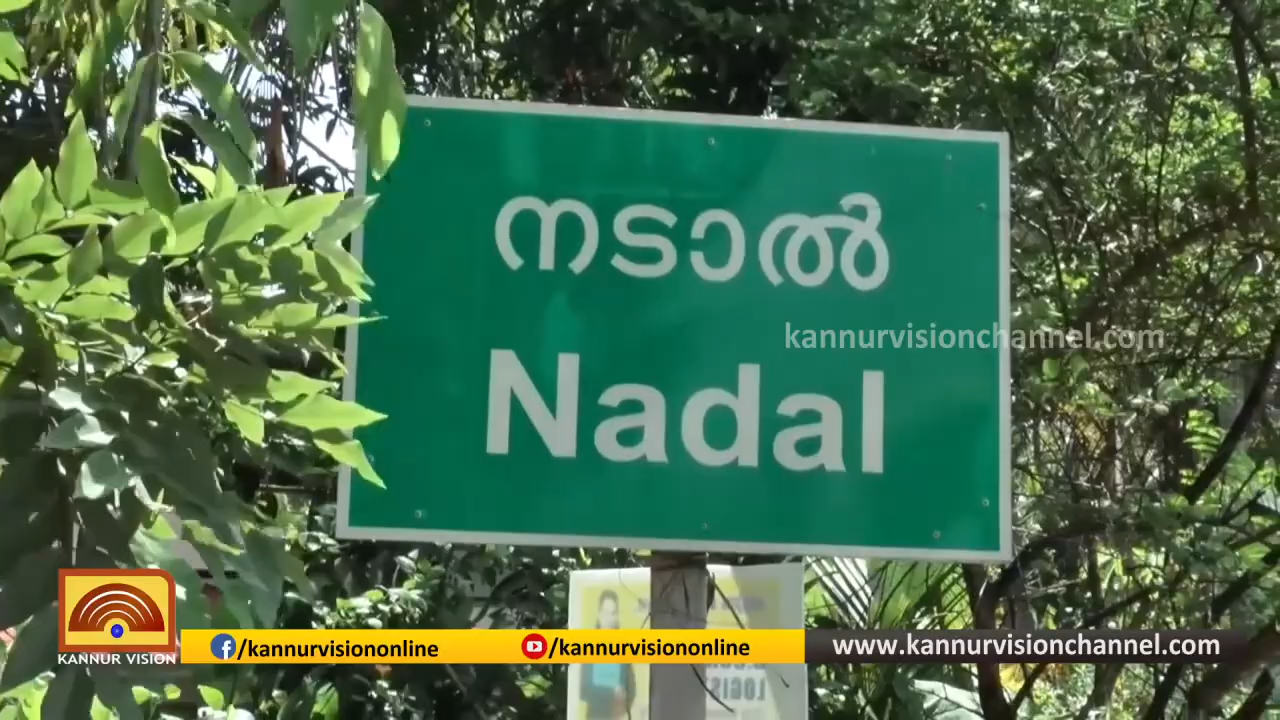 നടാൽ
kannurvisionchannel.com
Nadal
KANNUR VISION
/kannurvisiononline
/kannurvisiononline
www.kannurvisionchannel.com